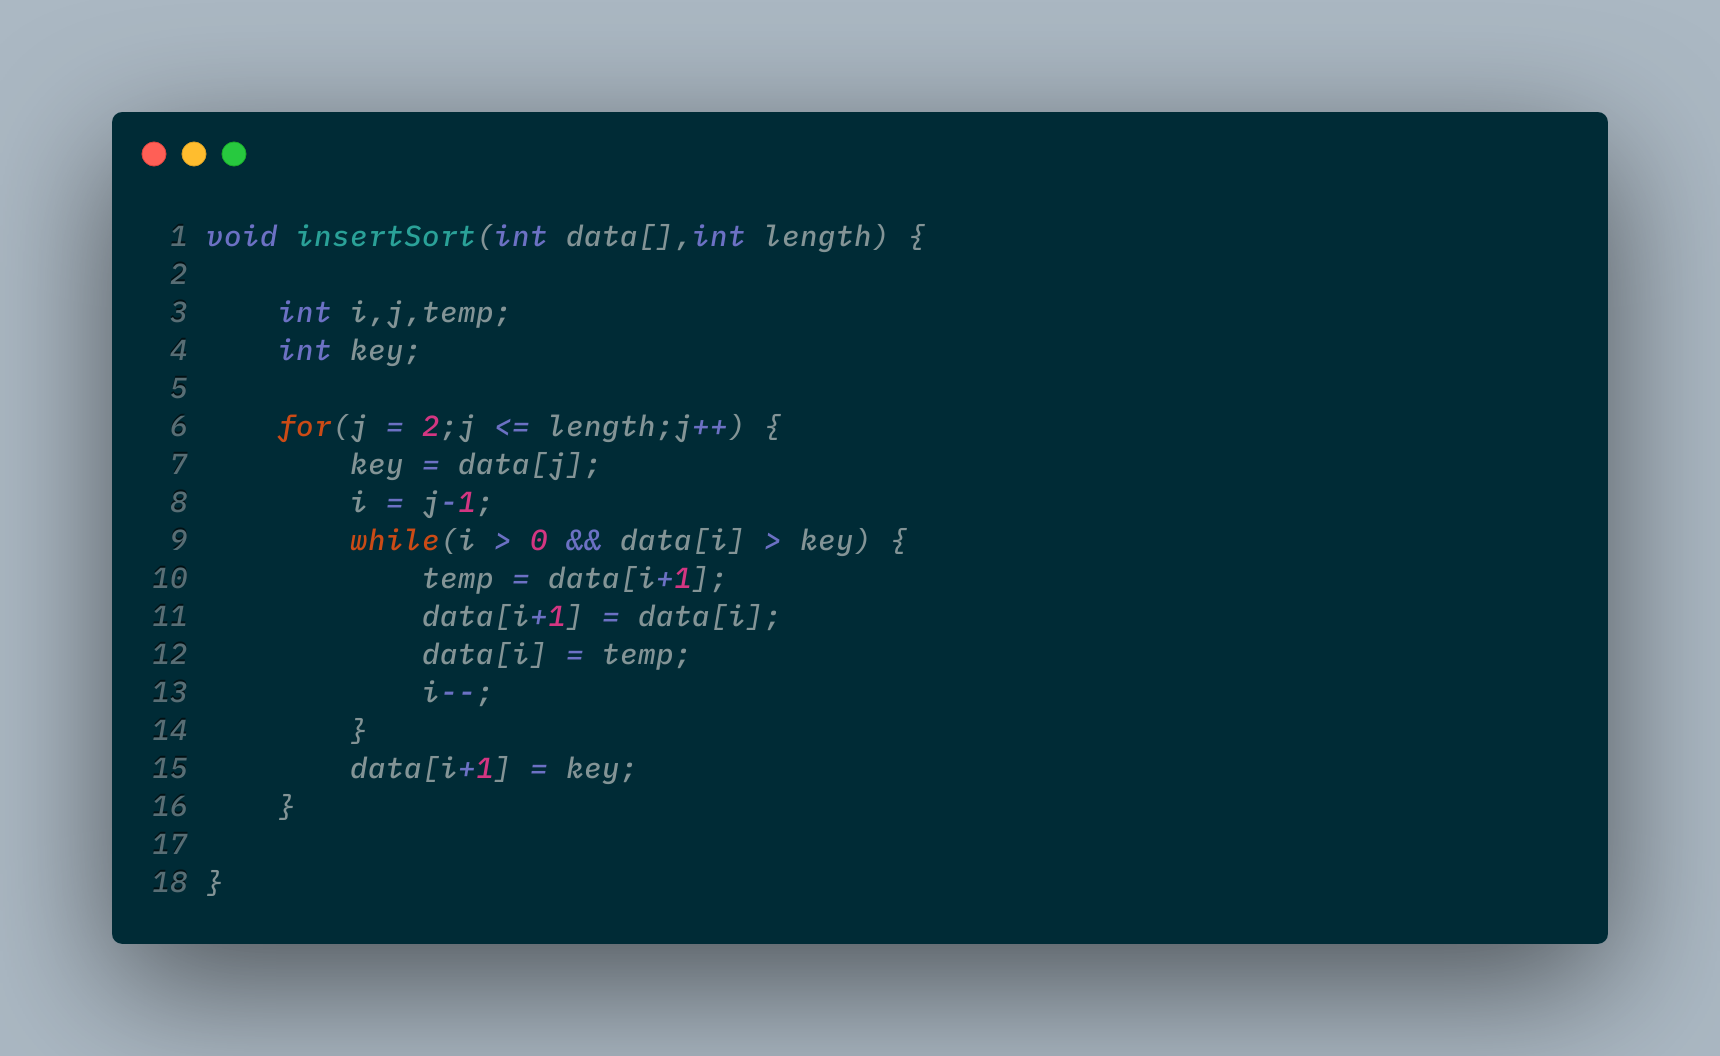 1 void insertSort(int data[],int length) {
2
3     int i,j,temp;
4     int key;
5
6     for(j = 2;j <= length;j++) {
7         key = data[j];
8         i = j-1;
9         while(i > 0 && data[i] > key) {
10             temp = data[i+1];
11             data[i+1] = data[i];
12             data[i] = temp;
13             i--;
14         }
15         data[i+1] = key;
16     }
17
18 }